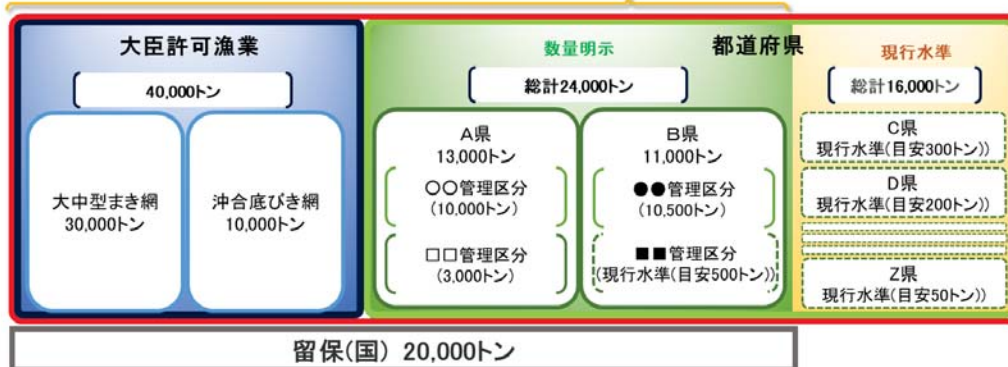 大臣許可漁業
40,000トン
大中型まき網
30,000トン
沖合底びき網
10,000トン
都道府県
数量明示
総計24,000トン
A県
13,000トン
○○管理区分
(10,000トン)
□□管理区分
(3,000トン)
B県
11,000トン
●●管理区分
(10,500トン)
■■管理区分
(現行水準(目安500トン))
現行水準
総計16,000トン
C県
現行水準(目安300トン))
D県
現行水準(目安200トン))
Z県
現行水準(目安50トン))
留保(国) 20,000トン